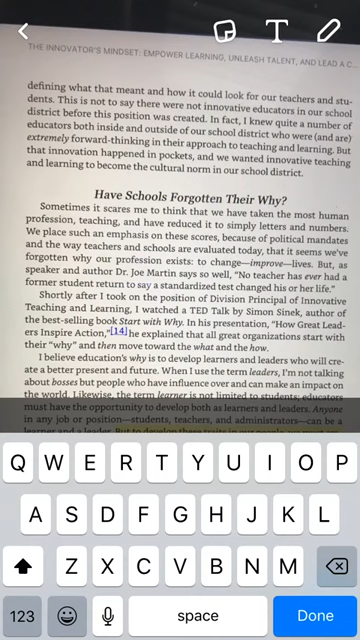 THE INNOVATOR'S MINDSET: EMPOWER LEARNING, UNLEASH TALENT, AND LEAD A C...
defining what that meant and how it could look for our teachers and stu-
dents. This is not to say there were not innovative educators in our school
district before this position was created. In fact, I knew quite a number of
educators both inside and outside of our school district who were (and are)
extremely forward-thinking in their approach to teaching and learning. But
that innovation happened in pockets, and we wanted innovative teaching
and learning to become the cultural norm in our school district.
Have Schools Forgotten Their Why?
Sometimes it scares me to think that we have taken the most human
profession, teaching, and have reduced it to simply letters and numbers.
We place such an emphasis on these scores, because of political mandates
and the way teachers and schools are evaluated today, that it seems we've
forgotten why our profession exists: to change—improve—lives. But, as
speaker and author Dr. Joe Martin says so well, "No teacher has ever had a
former student return to say a standardized test changed his or her life."
Shortly after I took on the position of Division Principal of Innovative
Teaching and Learning, I watched a TED Talk by Simon Sinek, author of
the best-selling book Start with Why. In his presentation, "How Great Lead-
ers Inspire Action,"[14] he explained that all great organizations start with
their "why" and then move toward the what and the how.
I believe education's why is to develop learners and leaders who will cre-
ate a better present and future. When I use the term leaders, I'm not talking
about bosses but people who have influence and can make an impact on
the world. Likewise, the term learner is not limited to students; educators
must have the opportunity to develop both as learners and leaders. Anyone
in any job or position—students, teachers, and administrators—can be a
learner and a leader. But to develop these traits in our people, we must
T
Q W E R T Y U I O P
A S D F G H J K L
Z X C V B N M
123 space Done